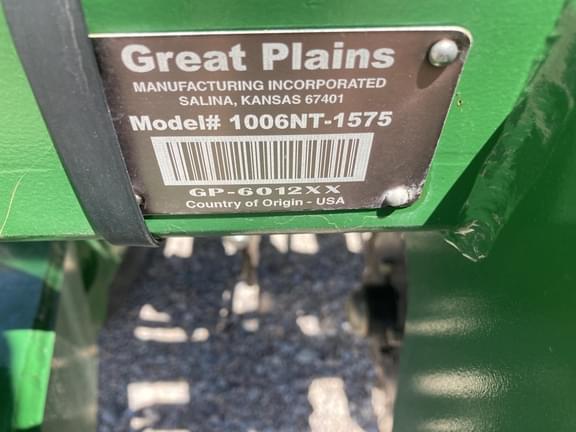 Great Plains
MANUFACTURING INCORPORATED
SALINA, KANSAS 67401
Model# 1006NT-1575
GP-6012XX
Country of Origin - USA